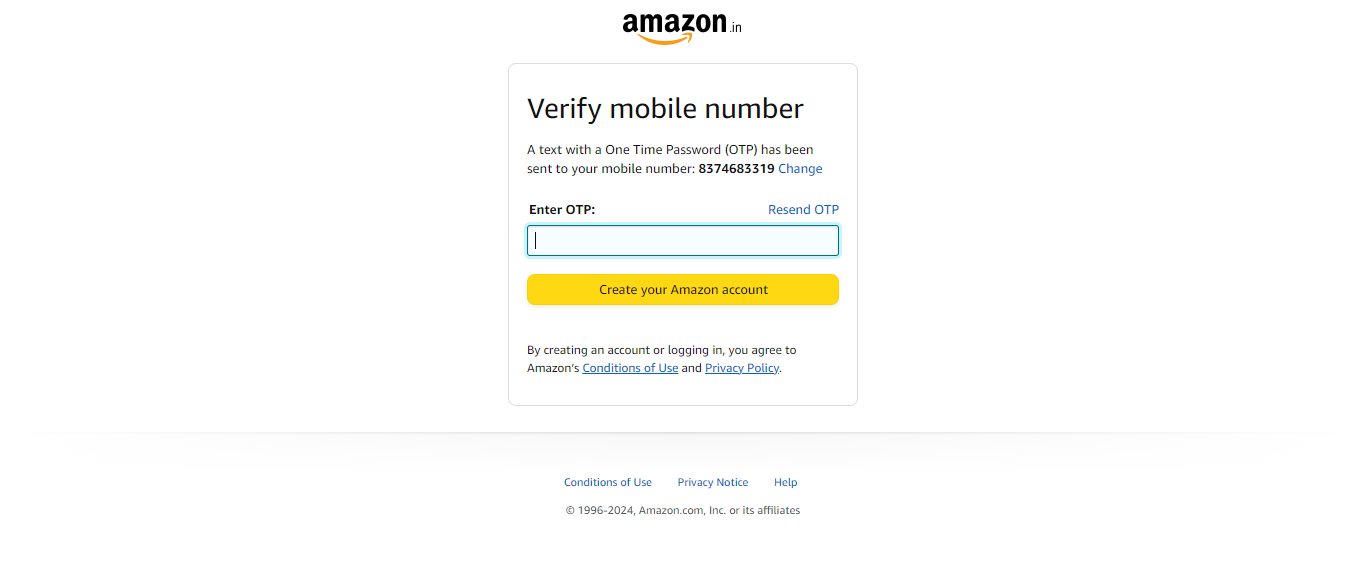 amazon.in
Verify mobile number
A text with a One Time Password (OTP) has been
sent to your mobile number: 8374683319 Change
Enter OTP: Resend OTP
Create your Amazon account
By creating an account or logging in, you agree to
Amazon's Conditions of Use and Privacy Policy.
Conditions of Use Privacy Notice Help
© 1996-2024, Amazon.com, Inc. or its affiliates